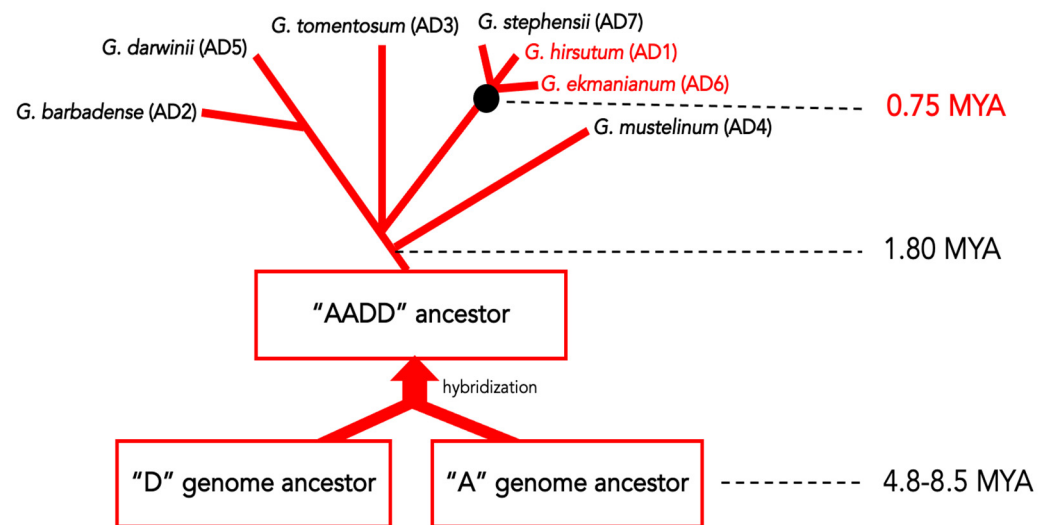 G. stephensii (AD7)
G. tomentosum (AD3)
G. darwinii (AD5)
G. hirsutum (AD1)
G. ekmanianum (AD6)
G. barbadense (AD2)
0.75 MYA
G. mustelinum (AD4)
1.80 MYA
“AADD” ancestor
hybridization
“D” genome ancestor
“A” genome ancestor
4.8-8.5 MYA